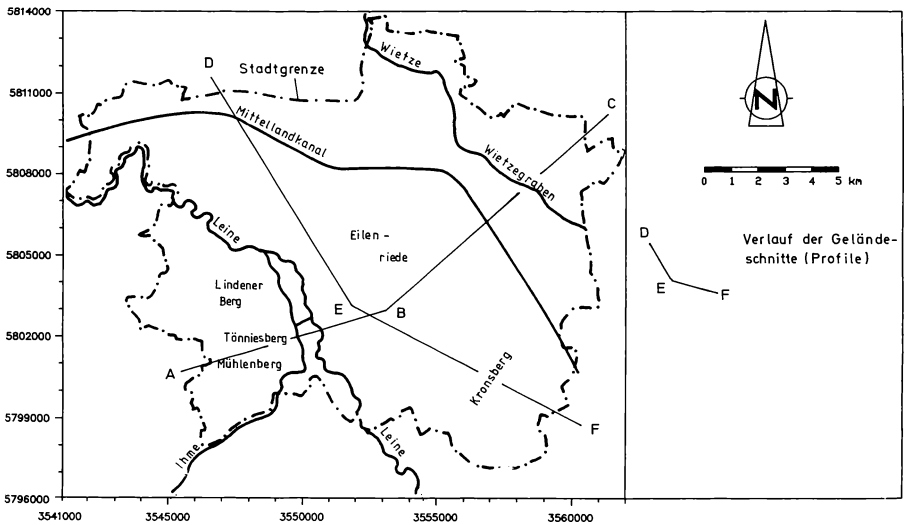 5814000
5811000
5808000
5805000
5802000
5799000
5796000
3541000
3545000
3550000
3555000
3560000
D
Stadtgrenze
Wietze
C
Mittellandkanal
Wietzegraben
Leine
Eilen-
riede
Lindener
Berg
E
B
Tönniesberg
A
Mühlenberg
Kronsberg
F
Ihme
Leine
N
0 1 2 3 4 5 km
D
E
F
Verlauf der Gelände-
schnitte (Profile)